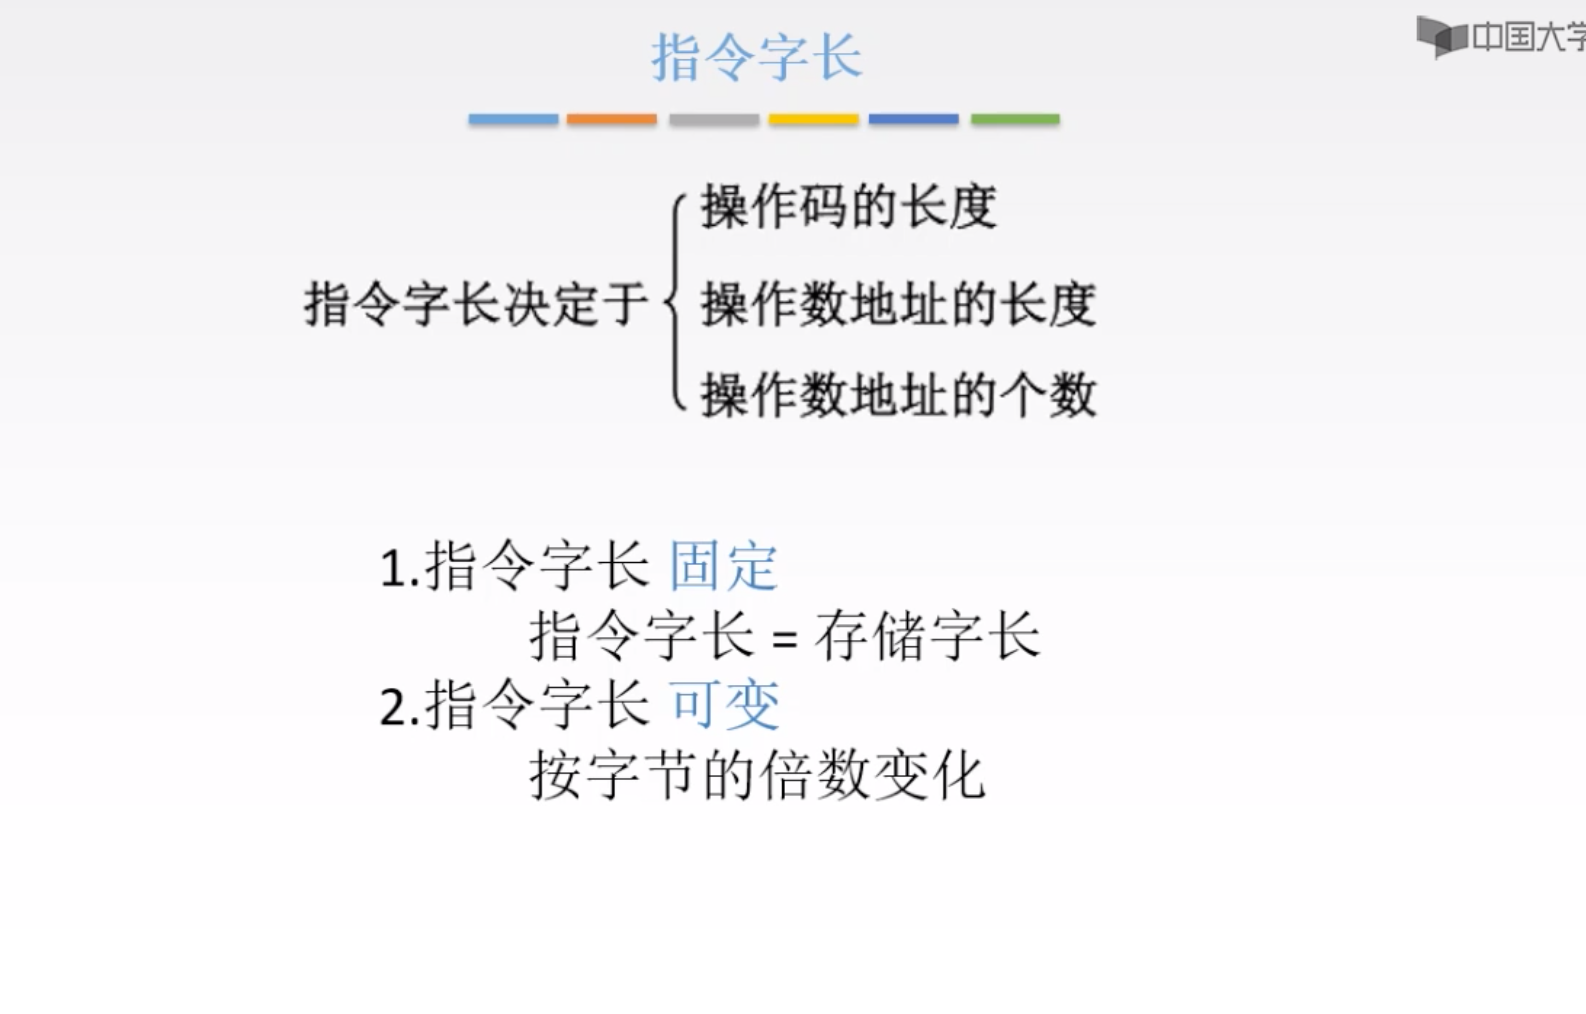 指令字长
中国大学
指令字长决定于
操作码的长度
操作数地址的长度
操作数地址的个数
1.指令字长 固定
指令字长 = 存储字长
2.指令字长 可变
按字节的倍数变化